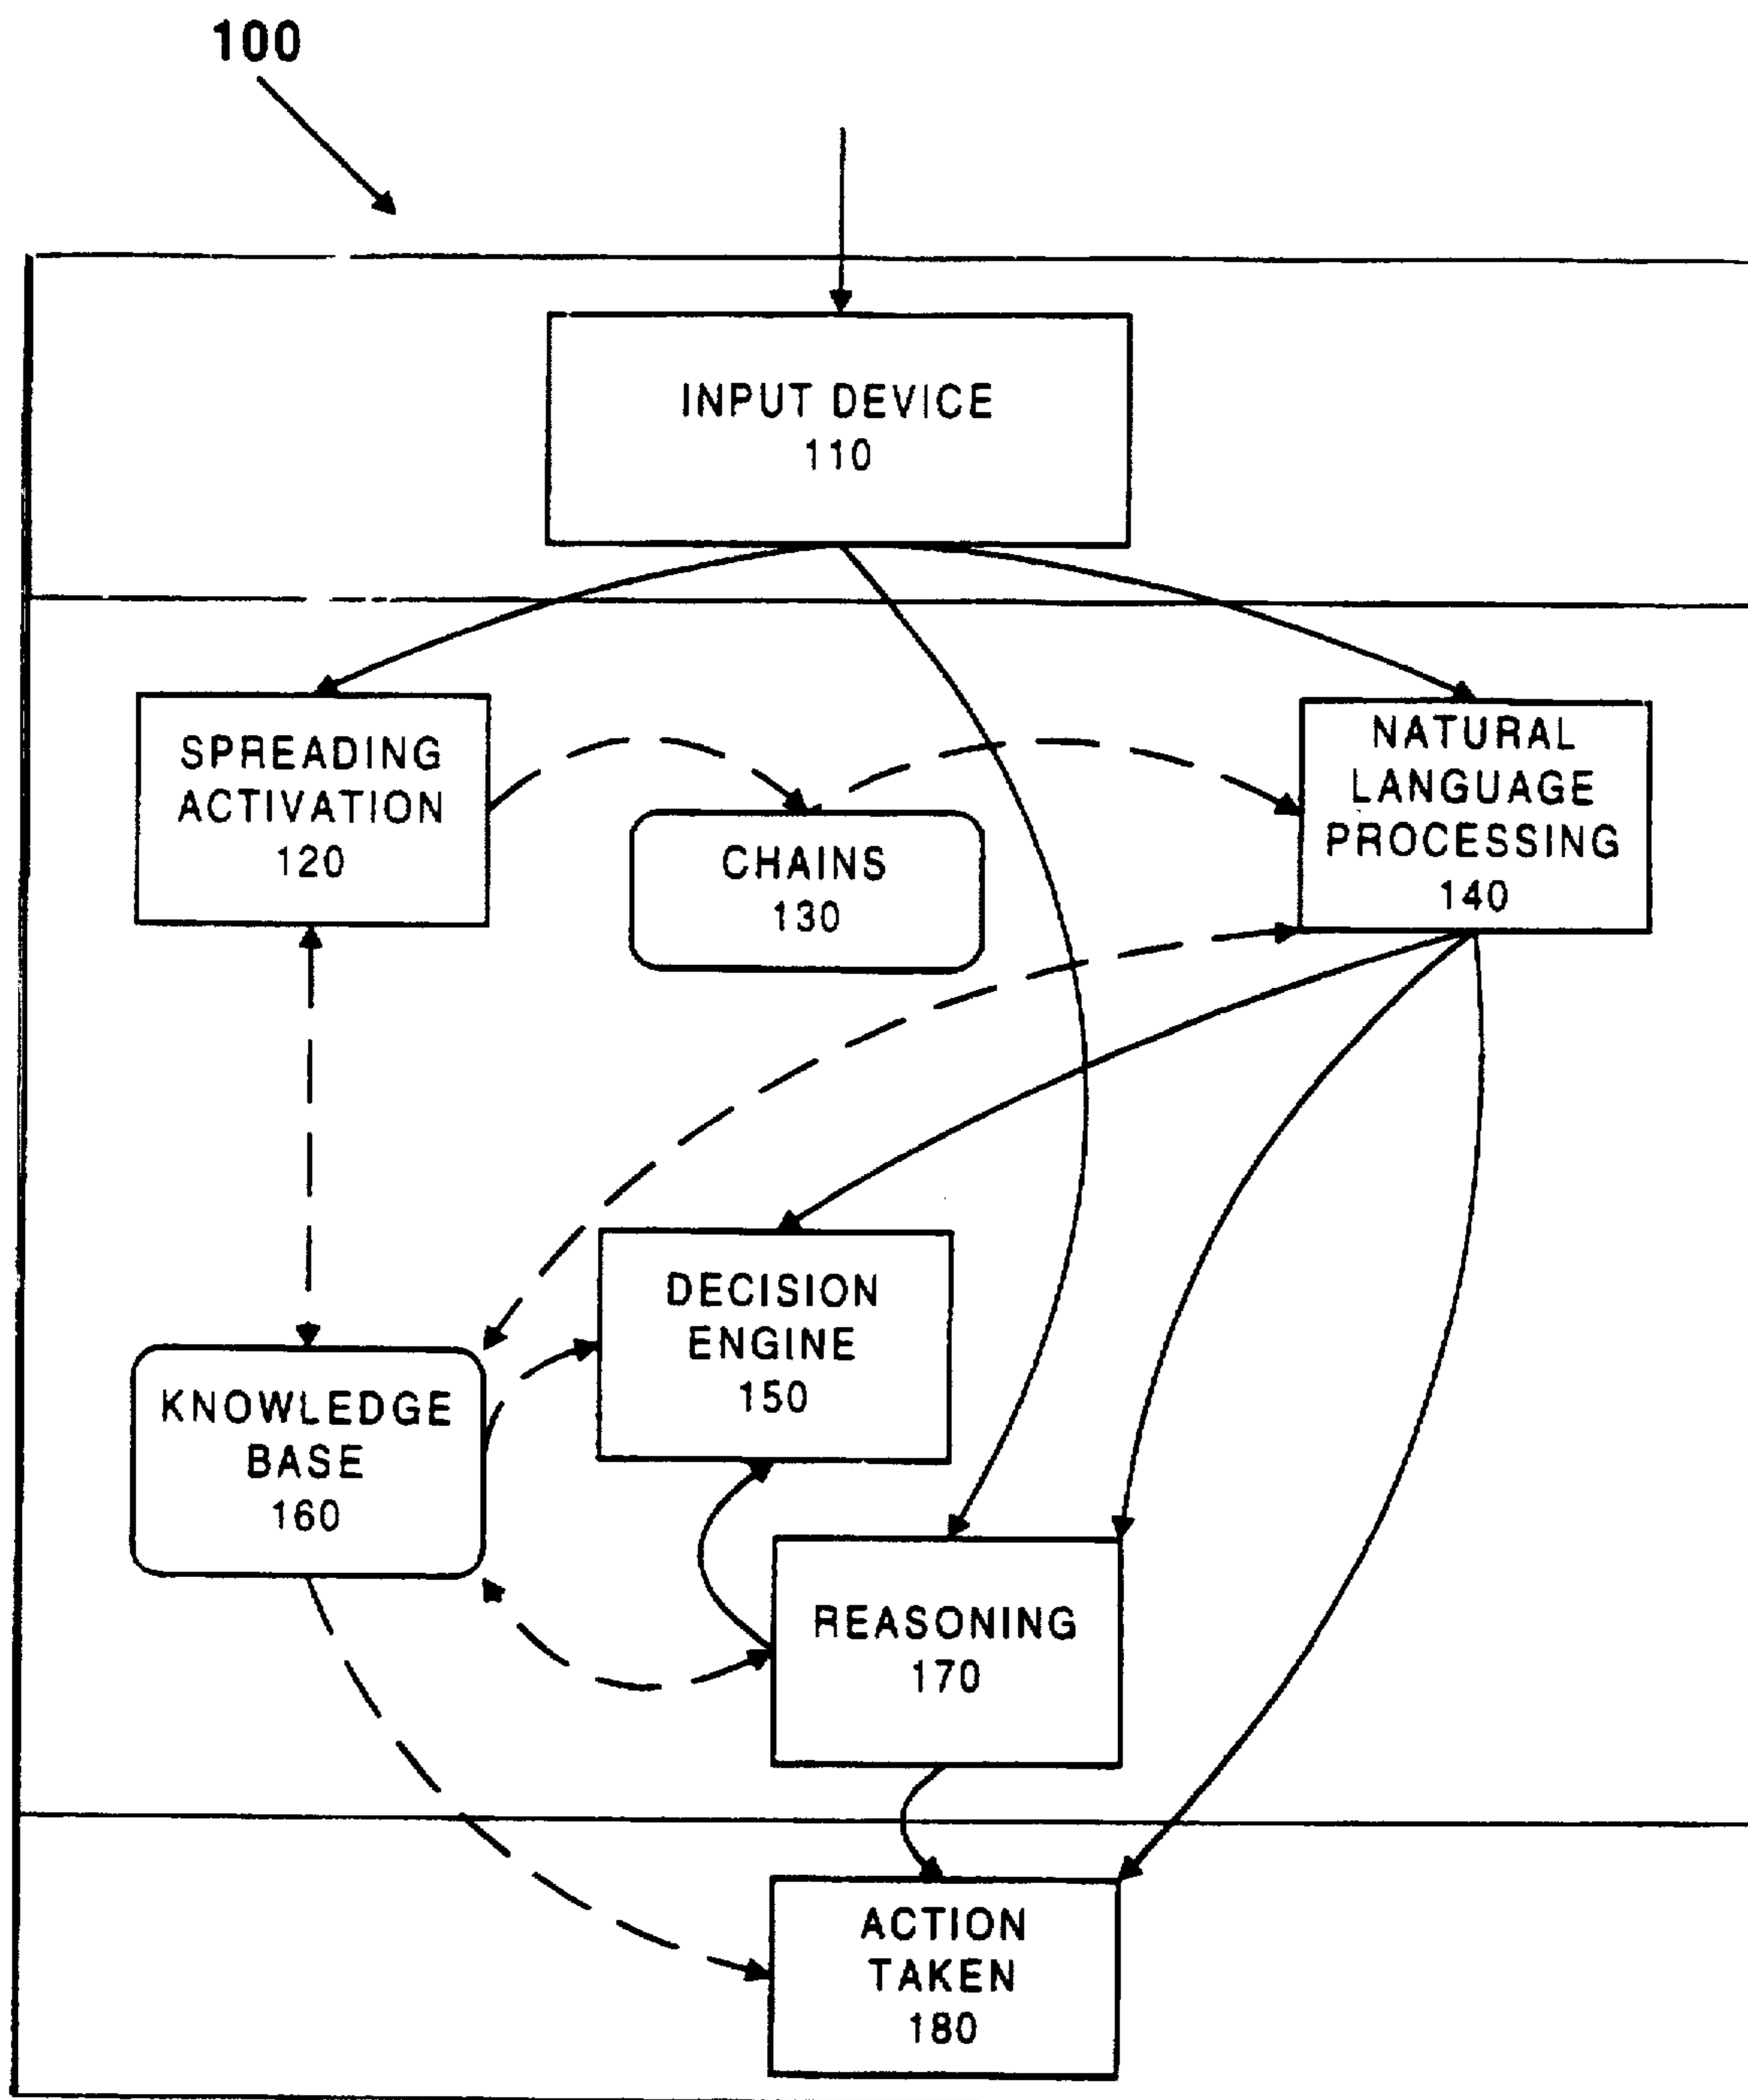 100
INPUT DEVICE
110
SPREADING
ACTIVATION
120
CHAINS
130
NATURAL
LANGUAGE
PROCESSING
140
DECISION
ENGINE
150
KNOWLEDGE
BASE
160
REASONING
170
ACTION
TAKEN
180